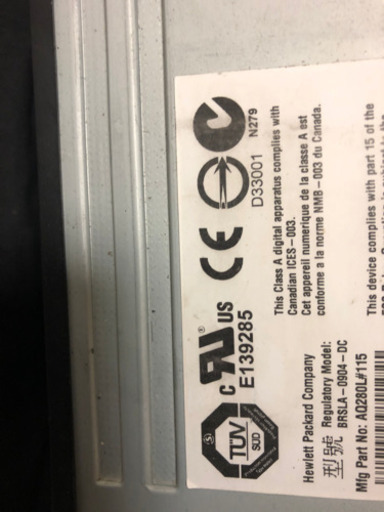 TÜV
SÜD
c RU® US
E139285
CE
D33001
N279
This Class A digital apparatus complies with
Canadian ICES-003.
Cet appareil numerique de la classe A est
conforme a la norme NMB-003 du Canada.
Hewlett Packard Company
型號 Regulatory Model:
BRSLA-0904-DC
Mfg Part No: AQ280L#115
This device complies with part 15 of the